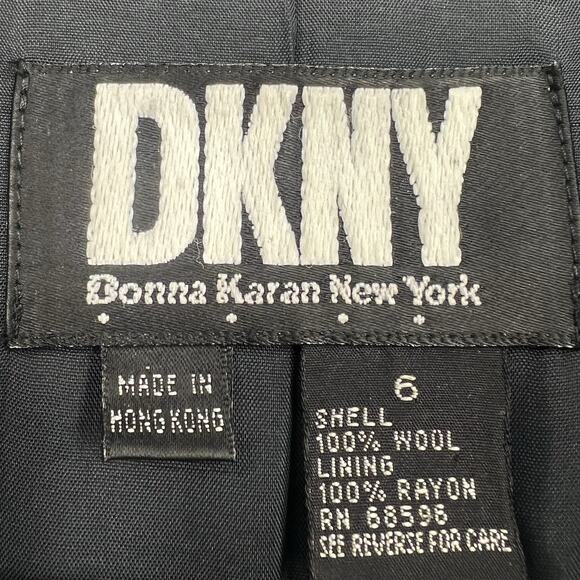 DKNY
Donna Karan New York
MADE IN
HONG KONG
6
SHELL
100% WOOL
LINING
100% RAYON
RN 68596
SEE REVERSE FOR CARE